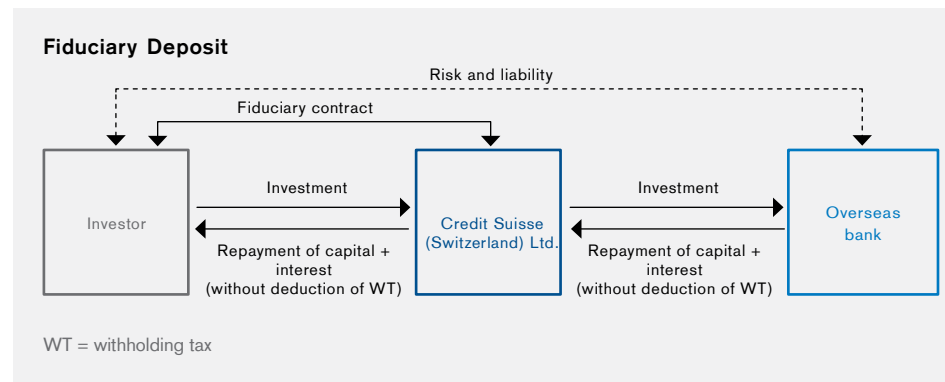 Fiduciary Deposit
Risk and liability
Fiduciary contract
Investor
Investment
Repayment of capital +
interest
(without deduction of WT)
Credit Suisse
(Switzerland) Ltd.
Investment
Repayment of capital +
interest
(without deduction of WT)
Overseas
bank
WT = withholding tax